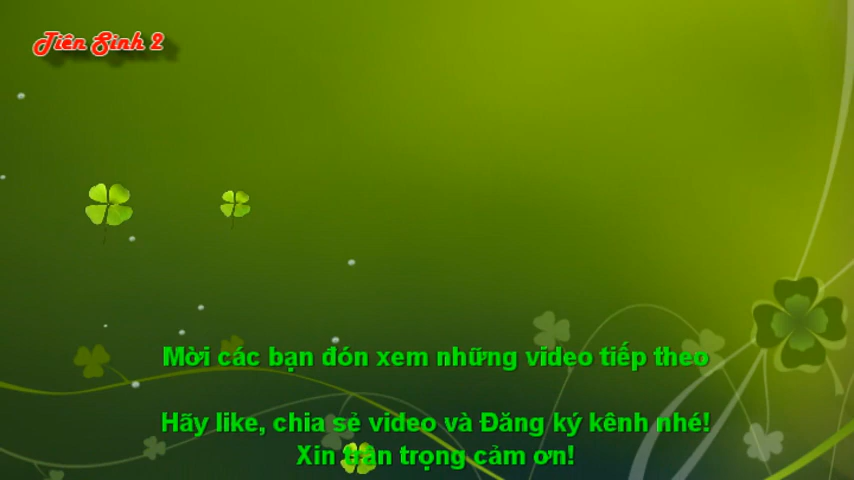 Tiên Sinh 2
Mời các bạn đón xem những video tiếp theo
Hãy like, chia sẻ video và Đăng ký kênh nhé!
Xin trân trọng cảm ơn!